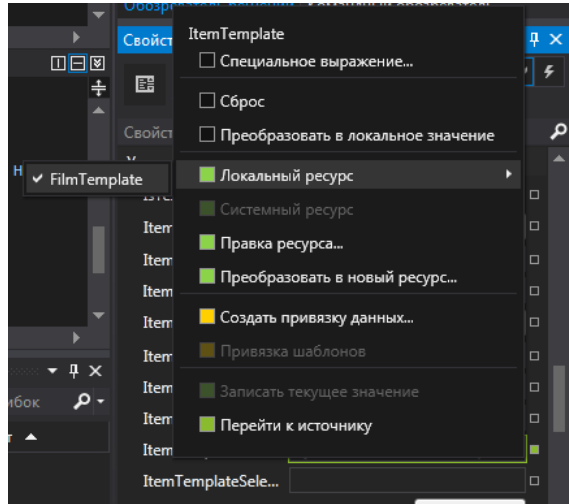 Свойст
ItemTemplate
Специальное выражение...
Сброс
Свойст
Преобразовать в локальное значение
Н
FilmTemplate
Локальный ресурс
Системный ресурс
Item
Правка ресурса...
Item
Item
Преобразовать в новый ресурс...
Item
Создать привязку данных...
Item
Привязка шаблонов
Item
Записать текущее значение
ибок
Item
Перейти к источнику
т
Item
ItemTemplateSele...